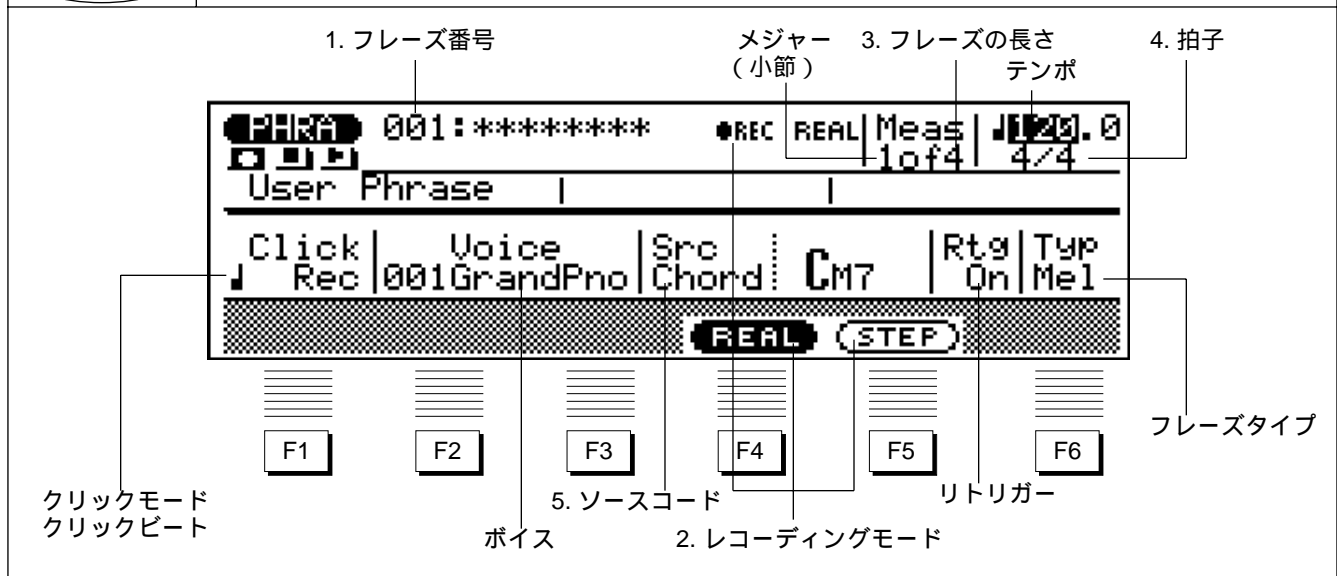 1. フレーズ番号
メジャー
（小節）
3. フレーズの長さ
テンポ
4. 拍子
PHRA 001:******** ●REC REAL Meas ♩120.0
1of4 4/4
User Phrase
Click Voice Src Rtg Typ
♩ Rec 001GrandPno Chord CM7 On Mel
REAL STEP
F1 F2 F3 F4 F5 F6
フレーズタイプ
クリックモード
クリックビート
ボイス
5. ソースコード
2. レコーディングモード
リトリガー